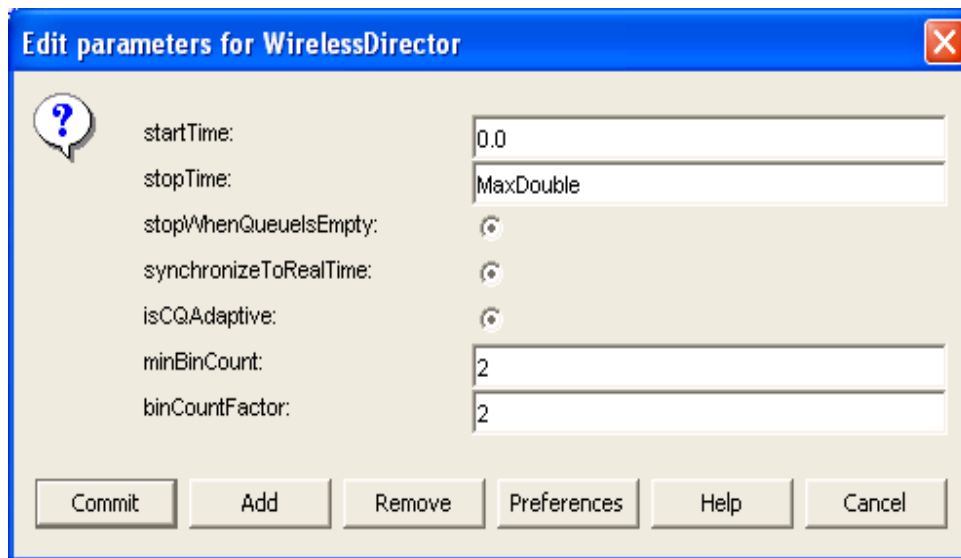 Edit parameters for WirelessDirector
?
startTime: 0.0
stopTime: MaxDouble
stopWhenQueueIsEmpty:
synchronizeToRealTime:
isCQAdaptive:
minBinCount: 2
binCountFactor: 2
Commit Add Remove Preferences Help Cancel